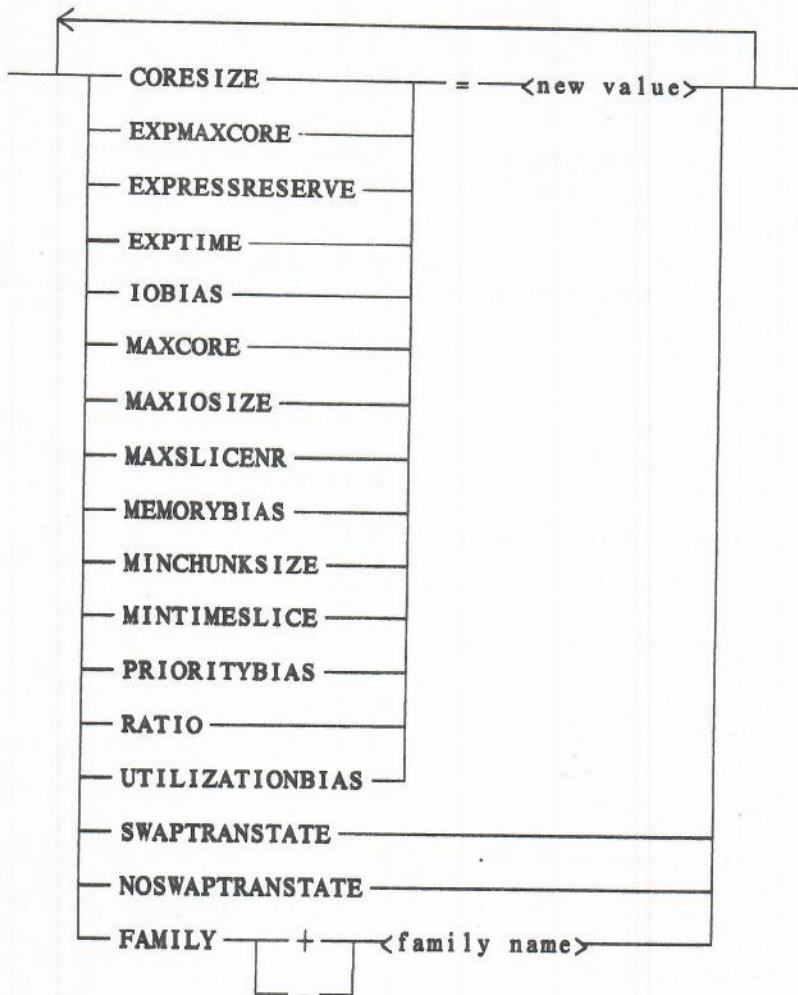 CORESIZE = <new value>
EXPMAXCORE
EXPRESSRESERVE
EXPTIME
IOBIAS
MAXCORE
MAXIOSIZE
MAXSLICENR
MEMORYBIAS
MINCHUNKSIZE
MINTIMESLICE
PRIORITYBIAS
RATIO
UTILIZATIONBIAS
SWAPTRANSTATE
NOSWAPTRANSTATE
FAMILY + <family name>
-